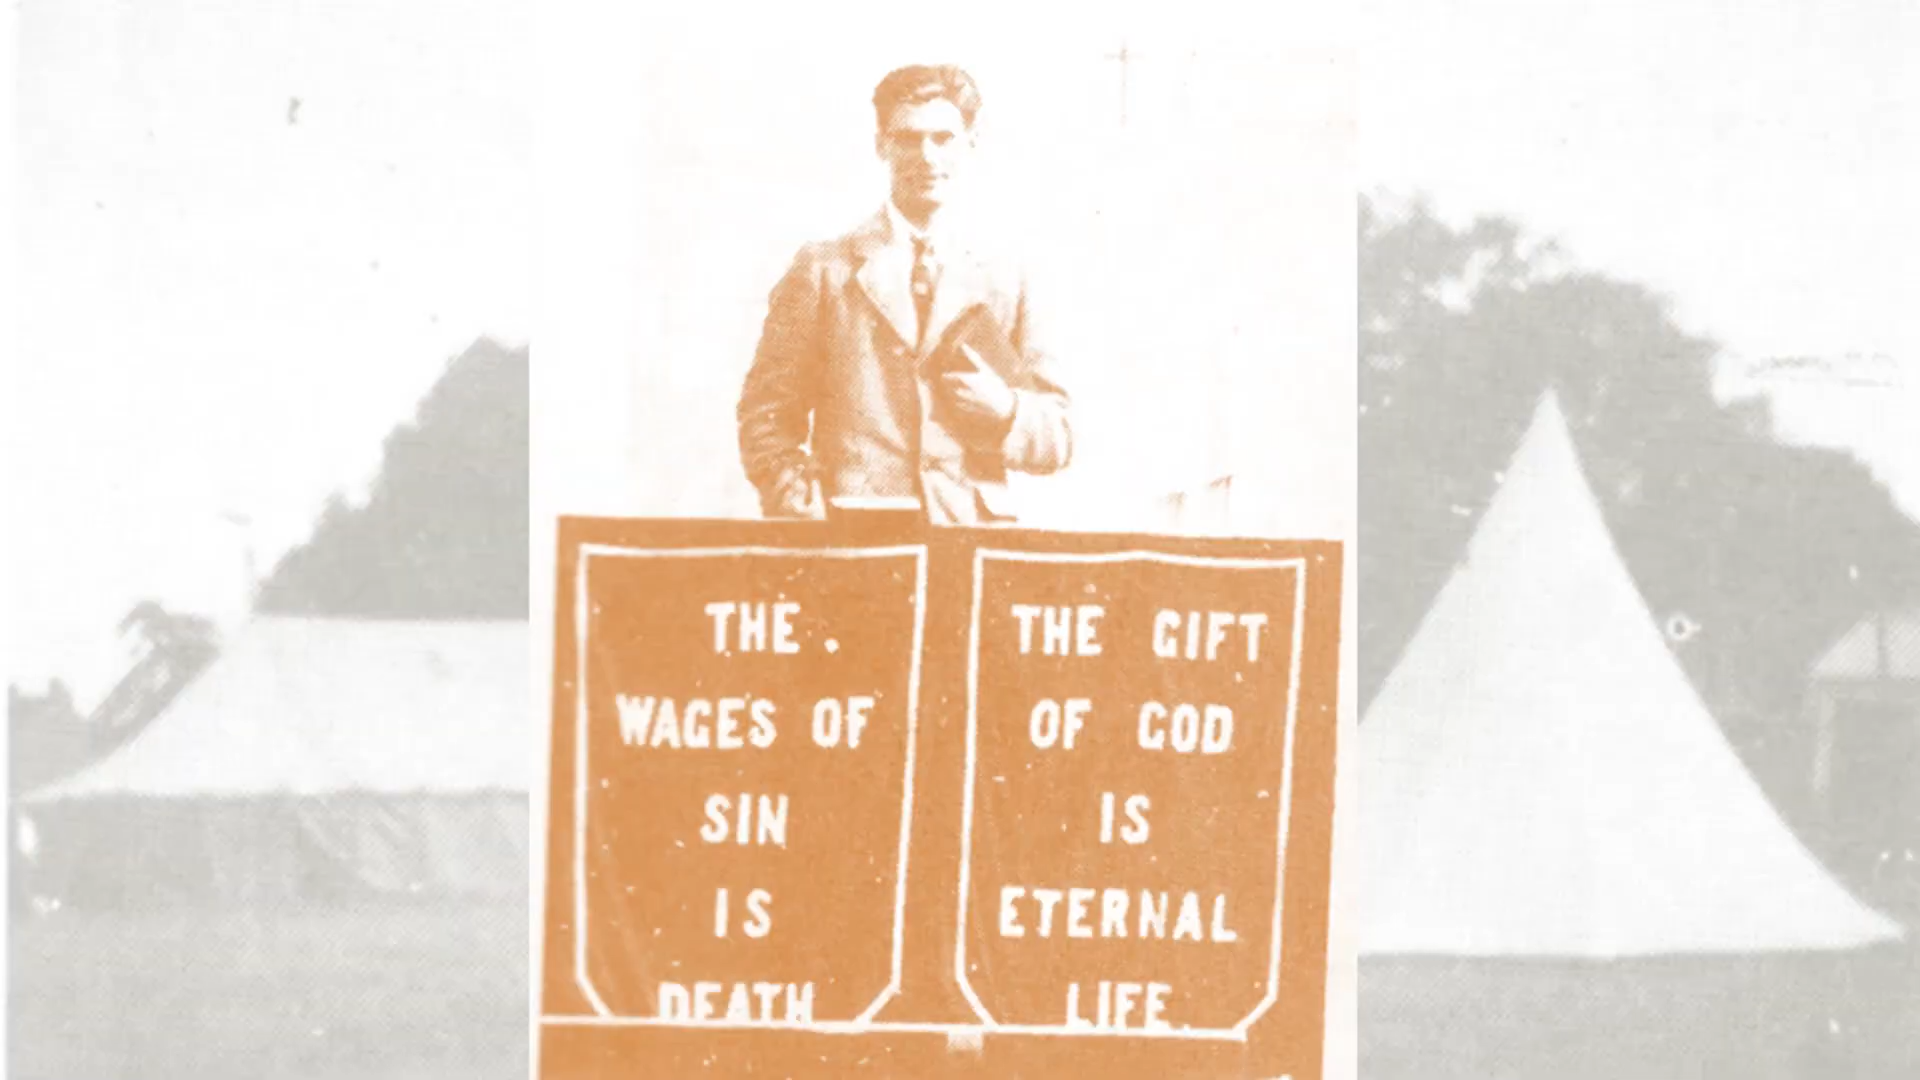 THE.
WAGES OF
SIN
IS
DEATH
THE GIFT
OF GOD
IS
ETERNAL
LIFE.